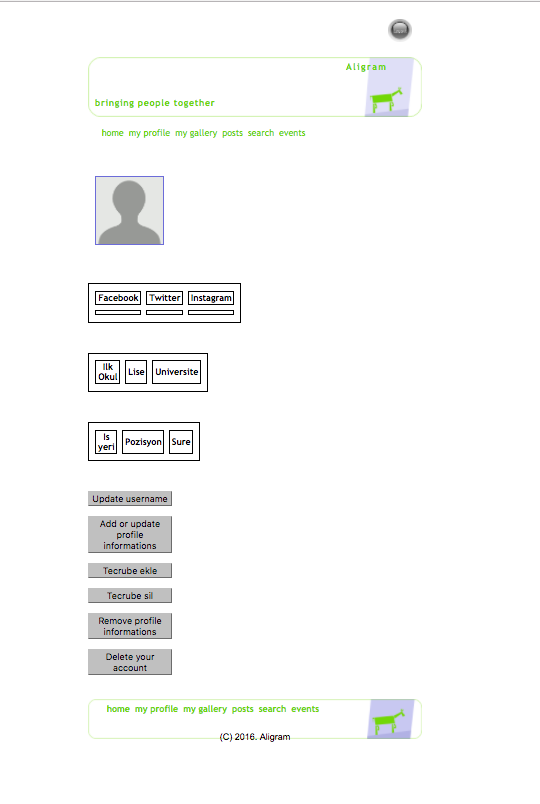 Aligram
bringing people together
home my profile my gallery posts search events
Facebook Twitter Instagram
Ilk
Okul
Lise
Universite
Is
yeri
Pozisyon
Sure
Update username
Add or update
profile
informations
Tecrube ekle
Tecrube sil
Remove profile
informations
Delete your
account
home my profile my gallery posts search events
(C) 2016. Aligram